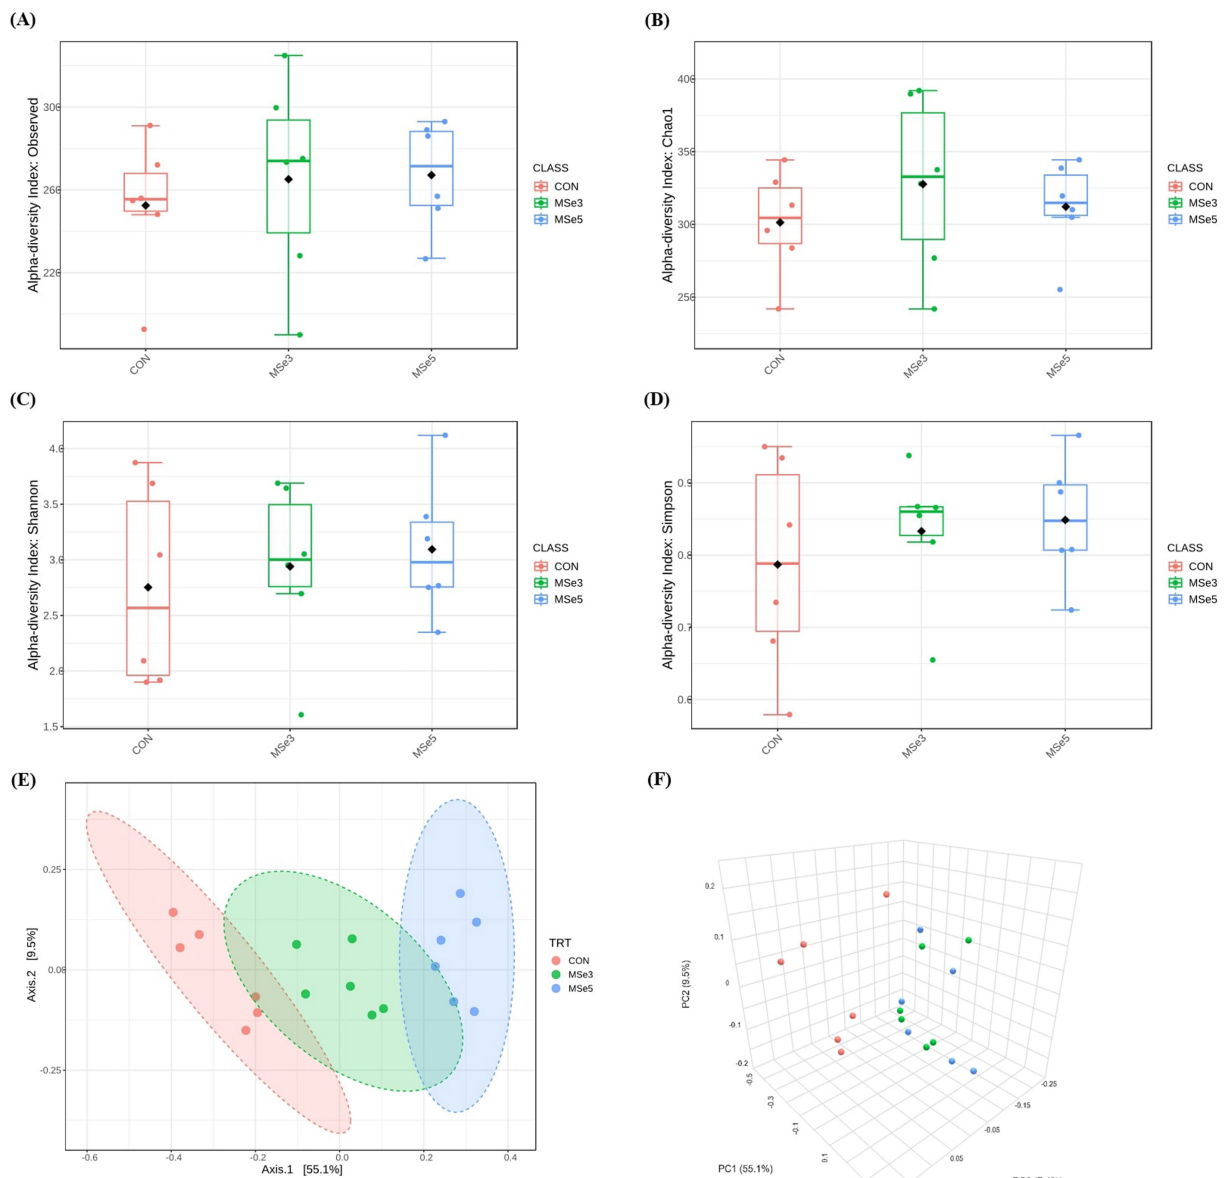 (A)
Alpha-diversity Index: Observed
300
260
220
CON
MSe3
MSe5
CLASS
CON
MSe3
MSe5
(B)
Alpha-diversity Index: Chao1
400
350
300
250
CON
MSe3
MSe5
CLASS
CON
MSe3
MSe5
(C)
Alpha-diversity Index: Shannon
4.0
3.5
3.0
2.5
2.0
1.5
CON
MSe3
MSe5
CLASS
CON
MSe3
MSe5
(D)
Alpha-diversity Index: Simpson
0.9
0.8
0.7
0.6
CON
MSe3
MSe5
CLASS
CON
MSe3
MSe5
(E)
Axis.2 [9.5%]
0.25
0.00
-0.25
-0.6
-0.4
-0.2
0.0
0.2
0.4
Axis.1 [55.1%]
TRT
CON
MSe3
MSe5
(F)
PC2 (9.5%)
0.2
0.1
0
-0.1
-0.2
-0.5
-0.3
-0.1
0.1
PC1 (55.1%)
-0.25
-0.15
-0.05
0.05